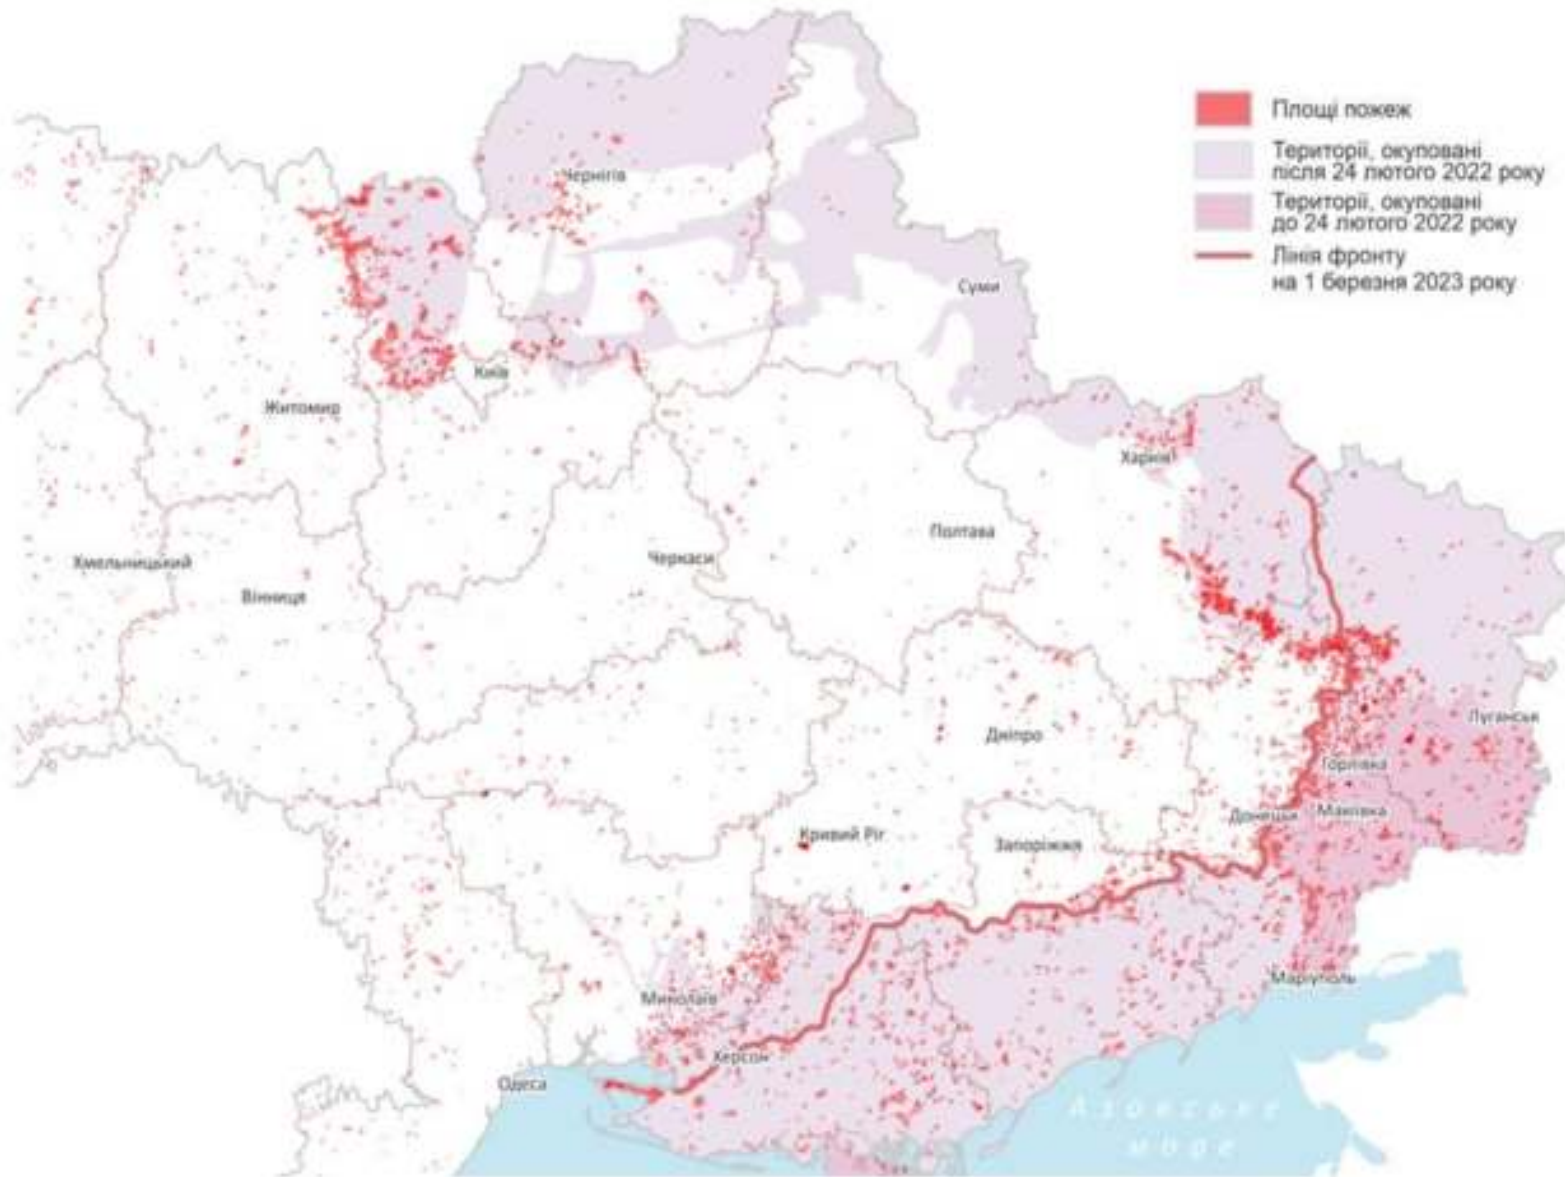 Площі пожеж
Території, окуповані
після 24 лютого 2022 року
Території, окуповані
до 24 лютого 2022 року
Лінія фронту
на 1 березня 2023 року
Чернігів
Суми
Київ
Житомир
Харків
Полтава
Хмельницький
Черкаси
Вінниця
Луганськ
Дніпро
Горлівка
Донецьк
Макіївка
Кривий Ріг
Запоріжжя
Маріуполь
Миколаїв
Херсон
Одеса
Азовське
море